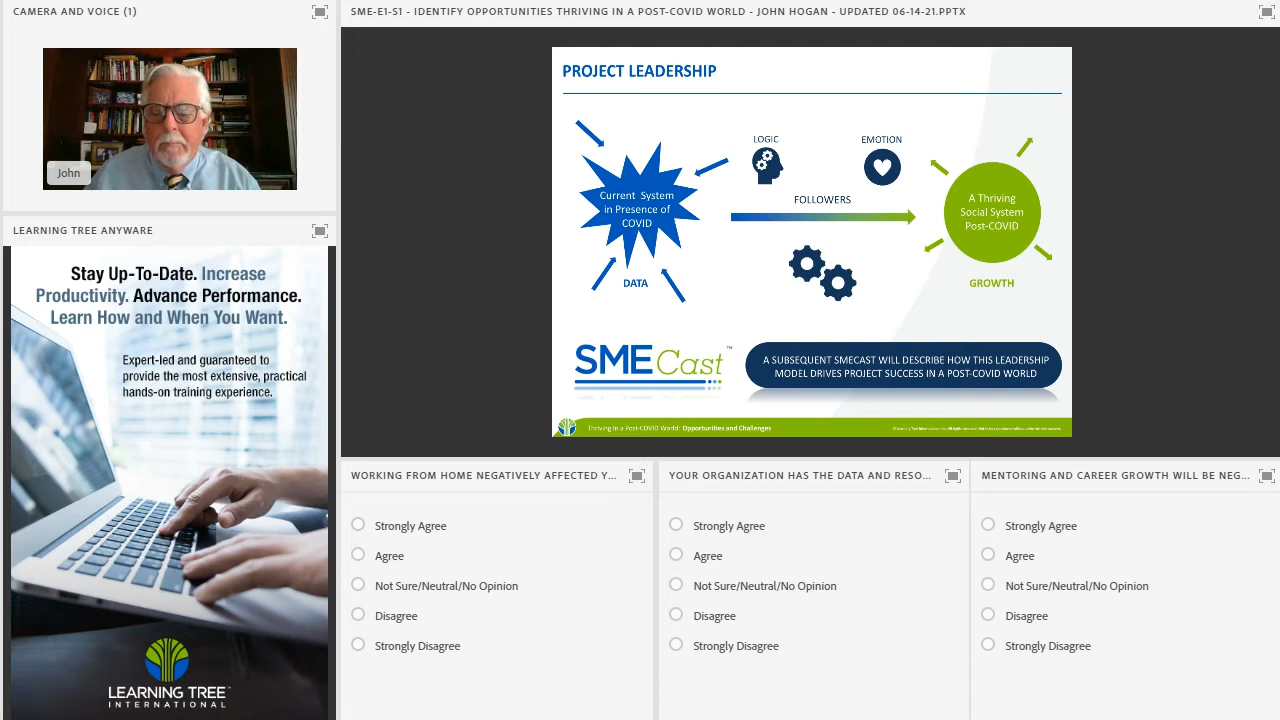 CAMERA AND VOICE (1)
John
LEARNING TREE ANYWARE
Stay Up-To-Date. Increase
Productivity. Advance Performance.
Learn How and When You Want.
Expert-led and guaranteed to
provide the most extensive, practical
hands-on training experience.
LEARNING TREE™
INTERNATIONAL
SME-E1-S1 - IDENTIFY OPPORTUNITIES THRIVING IN A POST-COVID WORLD - JOHN HOGAN - UPDATED 06-14-21.PPTX
PROJECT LEADERSHIP
Current System
in Presence of
COVID
DATA
LOGIC
EMOTION
FOLLOWERS
A Thriving
Social System
Post-COVID
GROWTH
SME Cast™
A SUBSEQUENT SMECAST WILL DESCRIBE HOW THIS LEADERSHIP
MODEL DRIVES PROJECT SUCCESS IN A POST-COVID WORLD
Thriving In a Post-COVID World: Opportunities and Challenges
WORKING FROM HOME NEGATIVELY AFFECTED Y...
Strongly Agree
Agree
Not Sure/Neutral/No Opinion
Disagree
Strongly Disagree
YOUR ORGANIZATION HAS THE DATA AND RESO...
Strongly Agree
Agree
Not Sure/Neutral/No Opinion
Disagree
Strongly Disagree
MENTORING AND CAREER GROWTH WILL BE NEG...
Strongly Agree
Agree
Not Sure/Neutral/No Opinion
Disagree
Strongly Disagree